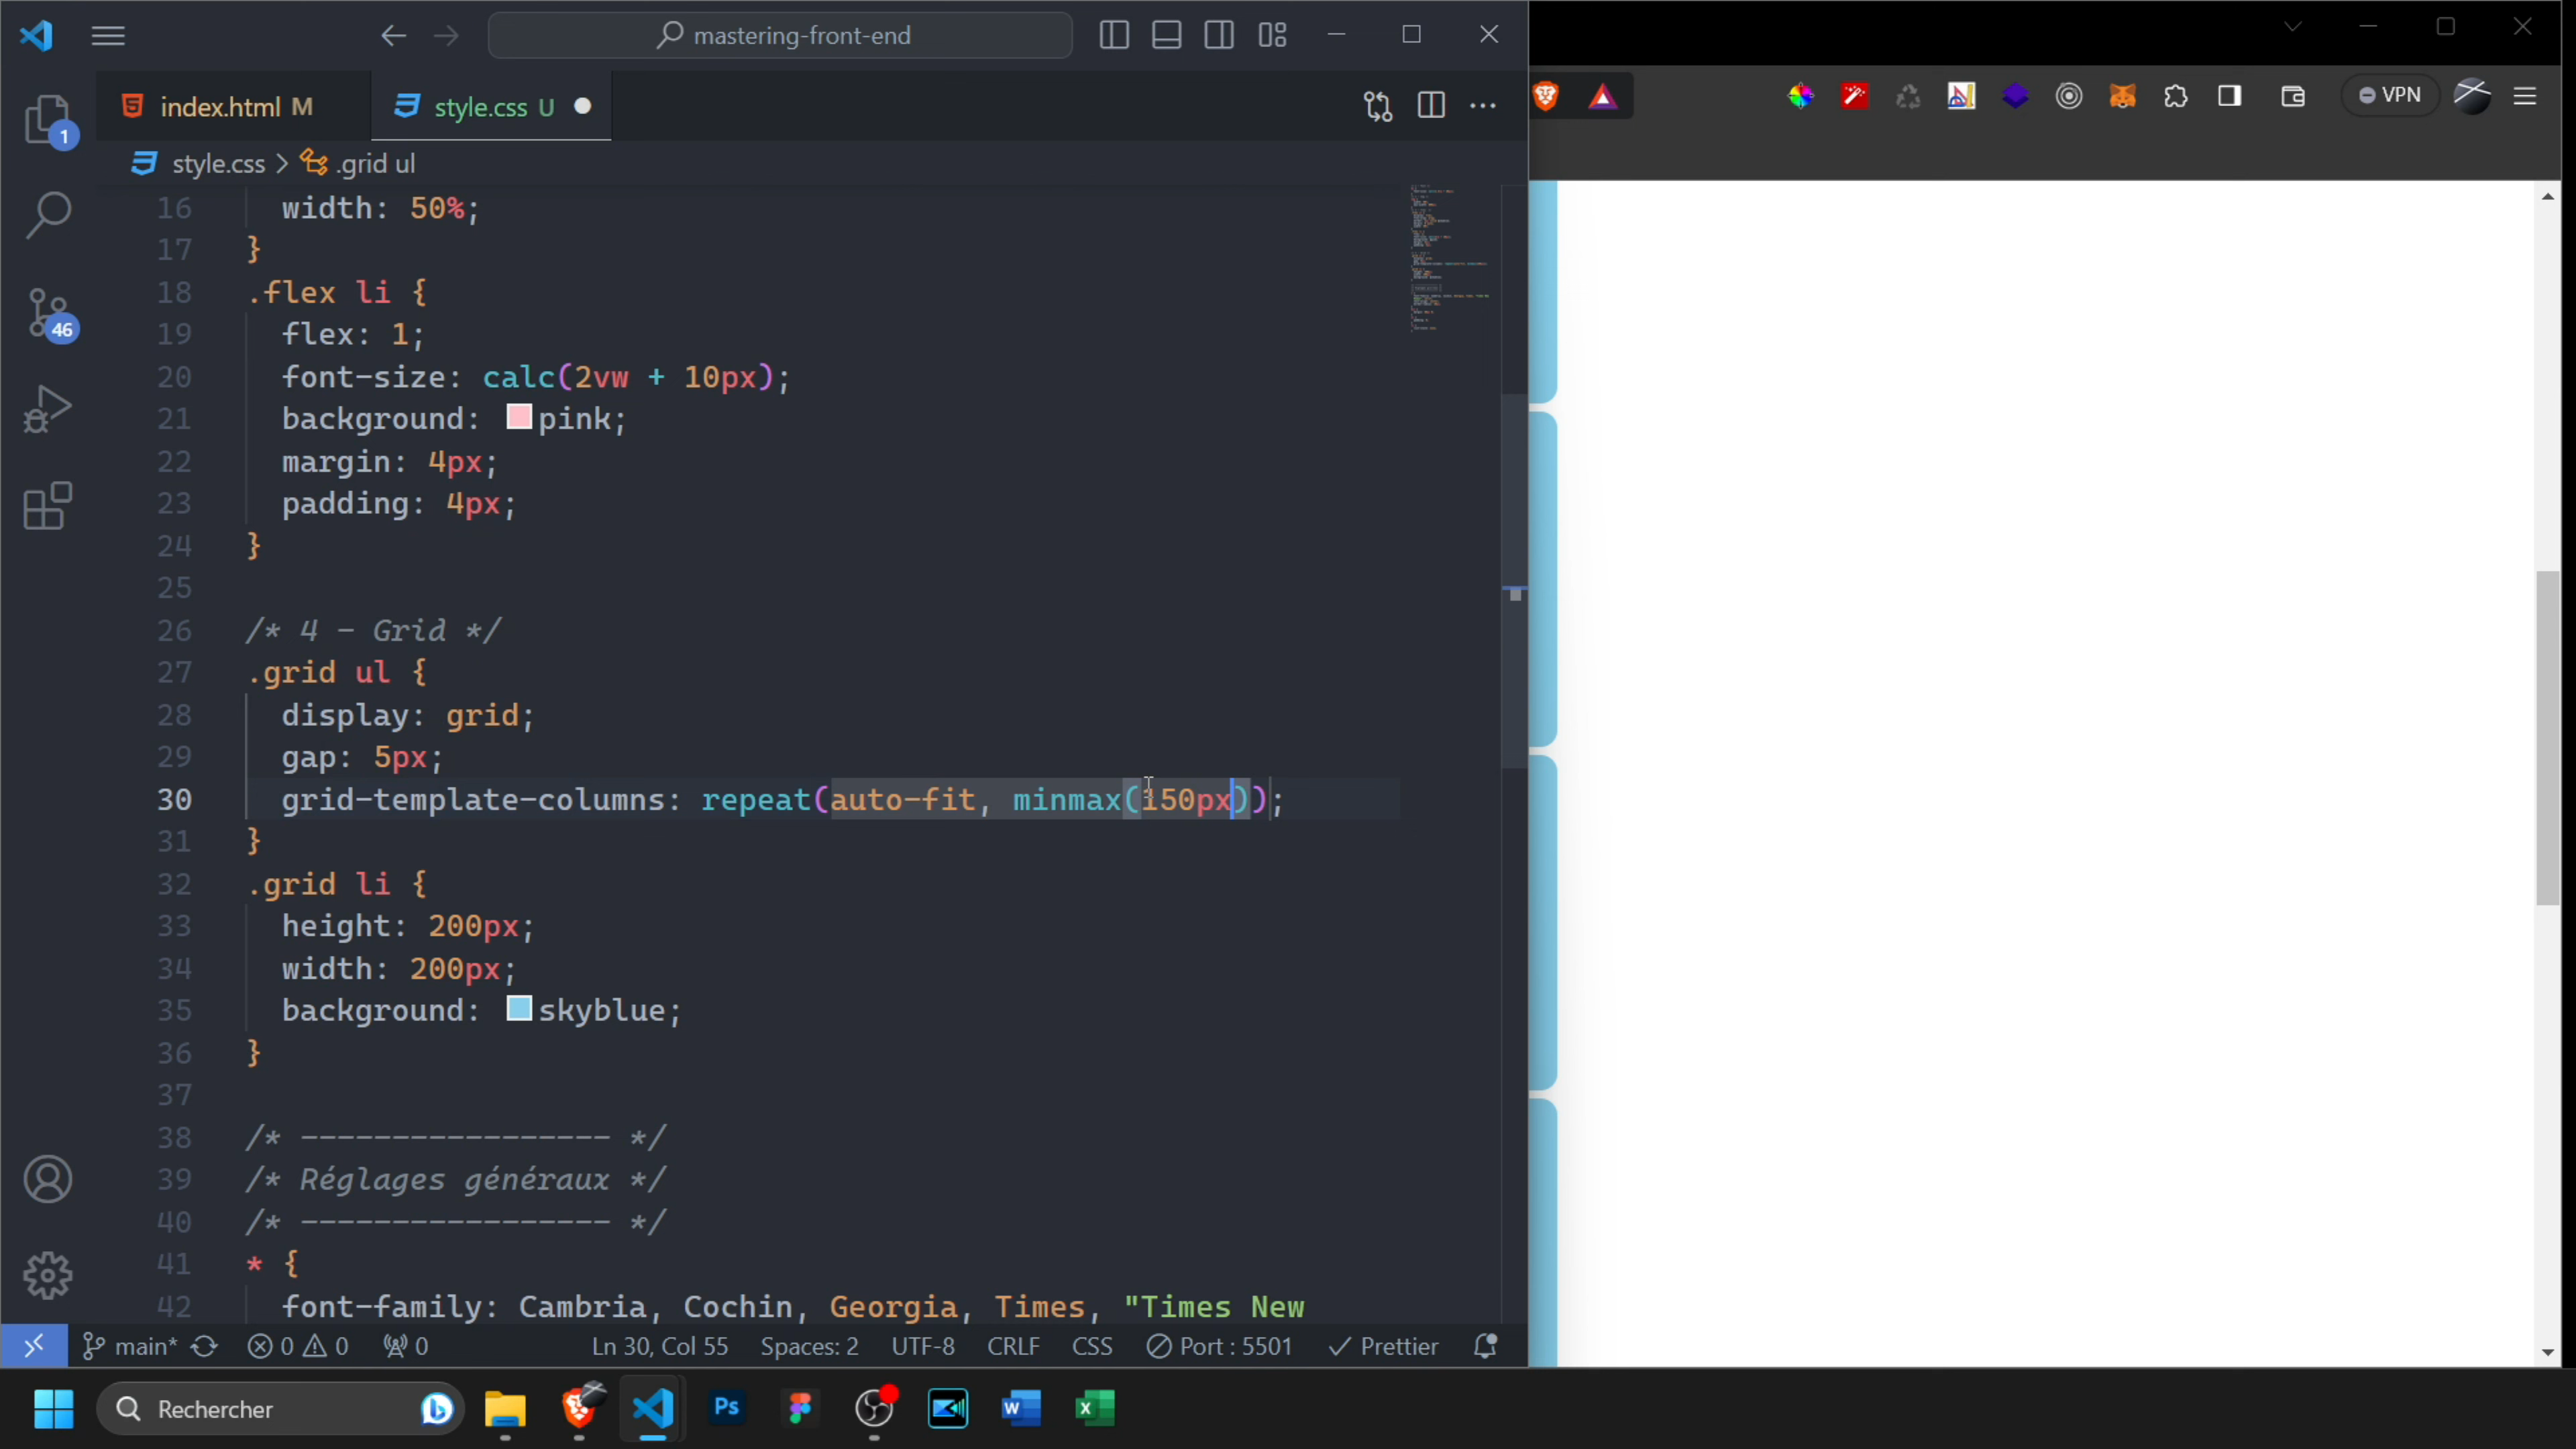 mastering-front-end
index.html M
style.css U
VPN
1
style.css > .grid ul
46
16 width: 50%;
17 }
18 .flex li {
19 flex: 1;
20 font-size: calc(2vw + 10px);
21 background: pink;
22 margin: 4px;
23 padding: 4px;
24 }
25
26 /* 4 - Grid */
27 .grid ul {
28 display: grid;
29 gap: 5px;
30 grid-template-columns: repeat(auto-fit, minmax(150px));
31 }
32 .grid li {
33 height: 200px;
34 width: 200px;
35 background: skyblue;
36 }
37
38 /* ----------------- */
39 /* Réglages généraux */
40 /* ----------------- */
41 * {
42 font-family: Cambria, Cochin, Georgia, Times, "Times New
main* 0 0 0 Ln 30, Col 55 Spaces: 2 UTF-8 CRLF CSS Port : 5501 Prettier
Rechercher
Ps
W
X